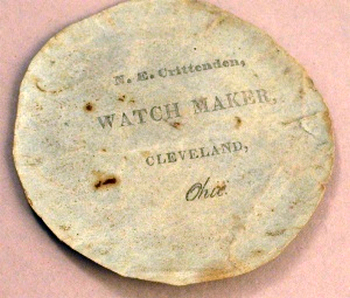 N. E. Crittenden,
WATCH MAKER,
CLEVELAND,
Ohio.